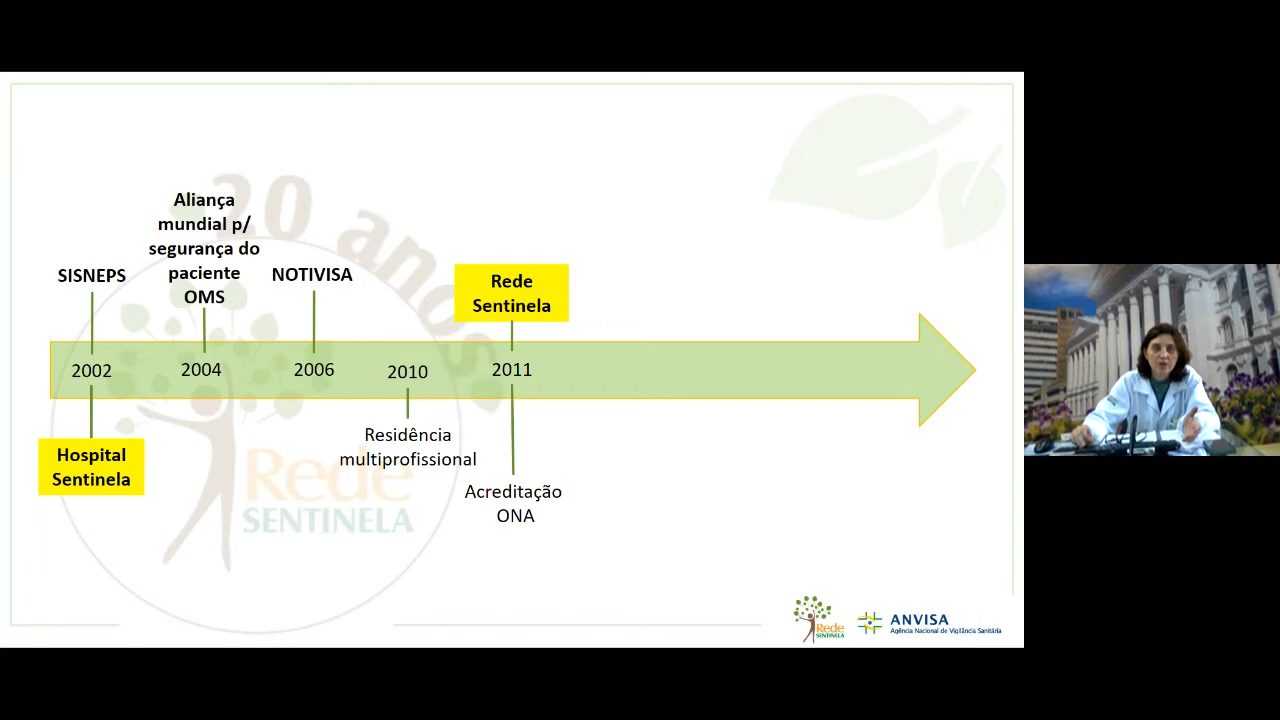 20 anos
Aliança
mundial p/
segurança do
paciente
OMS
SISNEPS
NOTIVISA
Rede
Sentinela
2002
2004
2006
2010
2011
Hospital
Sentinela
Residência
multiprofissional
Acreditação
ONA
Rede
SENTINELA
Rede
SENTINELA
ANVISA
Agência Nacional de Vigilância Sanitária